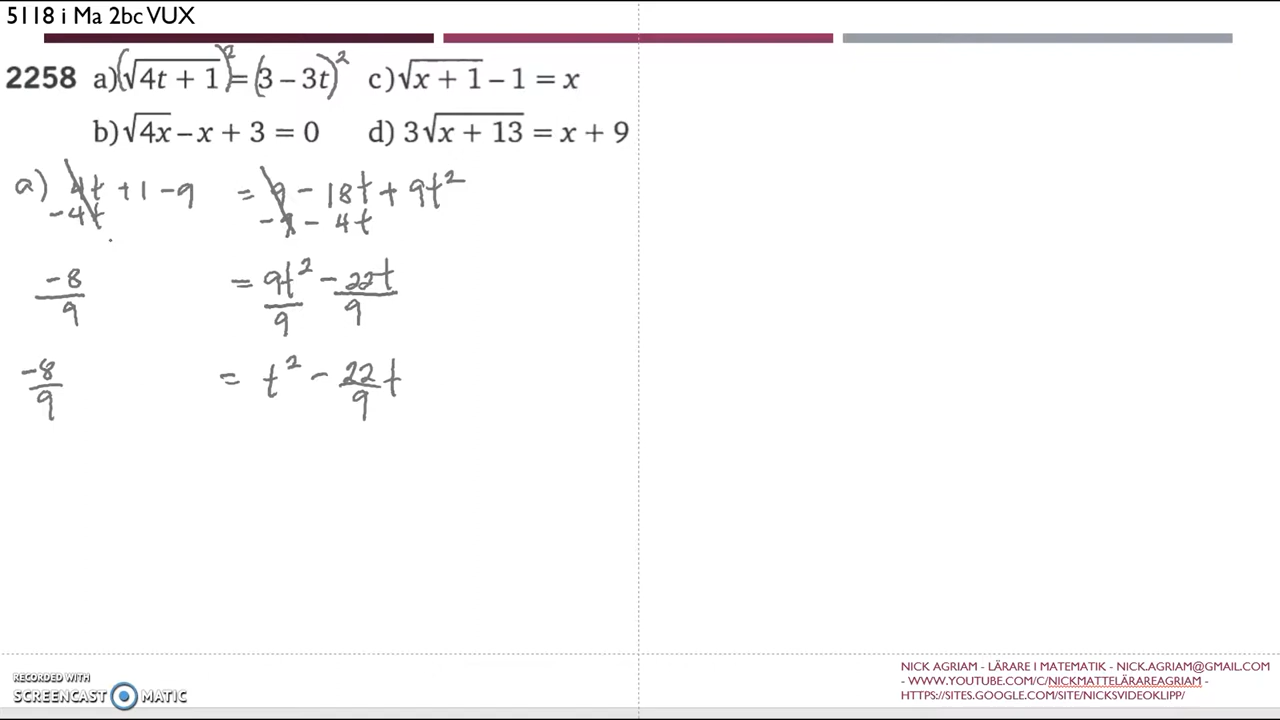 5118 i Ma 2bc VUX
2258 a) (√4t + 1)² = (3 – 3t)² c) √x + 1 – 1 = x
b) √4x – x + 3 = 0 d) 3√x + 13 = x + 9
a) 4t + 1 - 9 = 9 - 18t + 9t²
-4t -9 - 4t
-8/9 = 9t²/9 - 22t/9
-8/9 = t² - 22/9 t
RECORDED WITH
SCREENCAST MATIC
NICK AGRIAM - LÄRARE I MATEMATIK - NICK.AGRIAM@GMAIL.COM
- WWW.YOUTUBE.COM/C/NICKMATTELÄRAREAGRIAM -
HTTPS://SITES.GOOGLE.COM/SITE/NICKSVIDEOKLIPP/